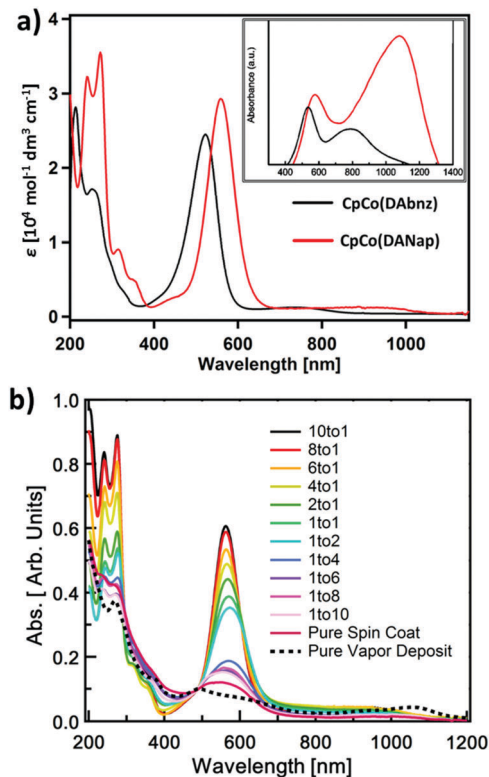 a)
4
3
2
1
0
ε [10⁴ mol⁻¹ dm³ cm⁻¹]
Absorbance (a.u.)
400 600 800 1000 1200 1400
CpCo(DAbnz)
CpCo(DANap)
200 400 600 800 1000
Wavelength [nm]
b)
1.0
0.8
0.6
0.4
0.2
0.0
Abs. [ Arb. Units]
10to1
8to1
6to1
4to1
2to1
1to1
1to2
1to4
1to6
1to8
1to10
Pure Spin Coat
Pure Vapor Deposit
200 400 600 800 1000 1200
Wavelength [nm]